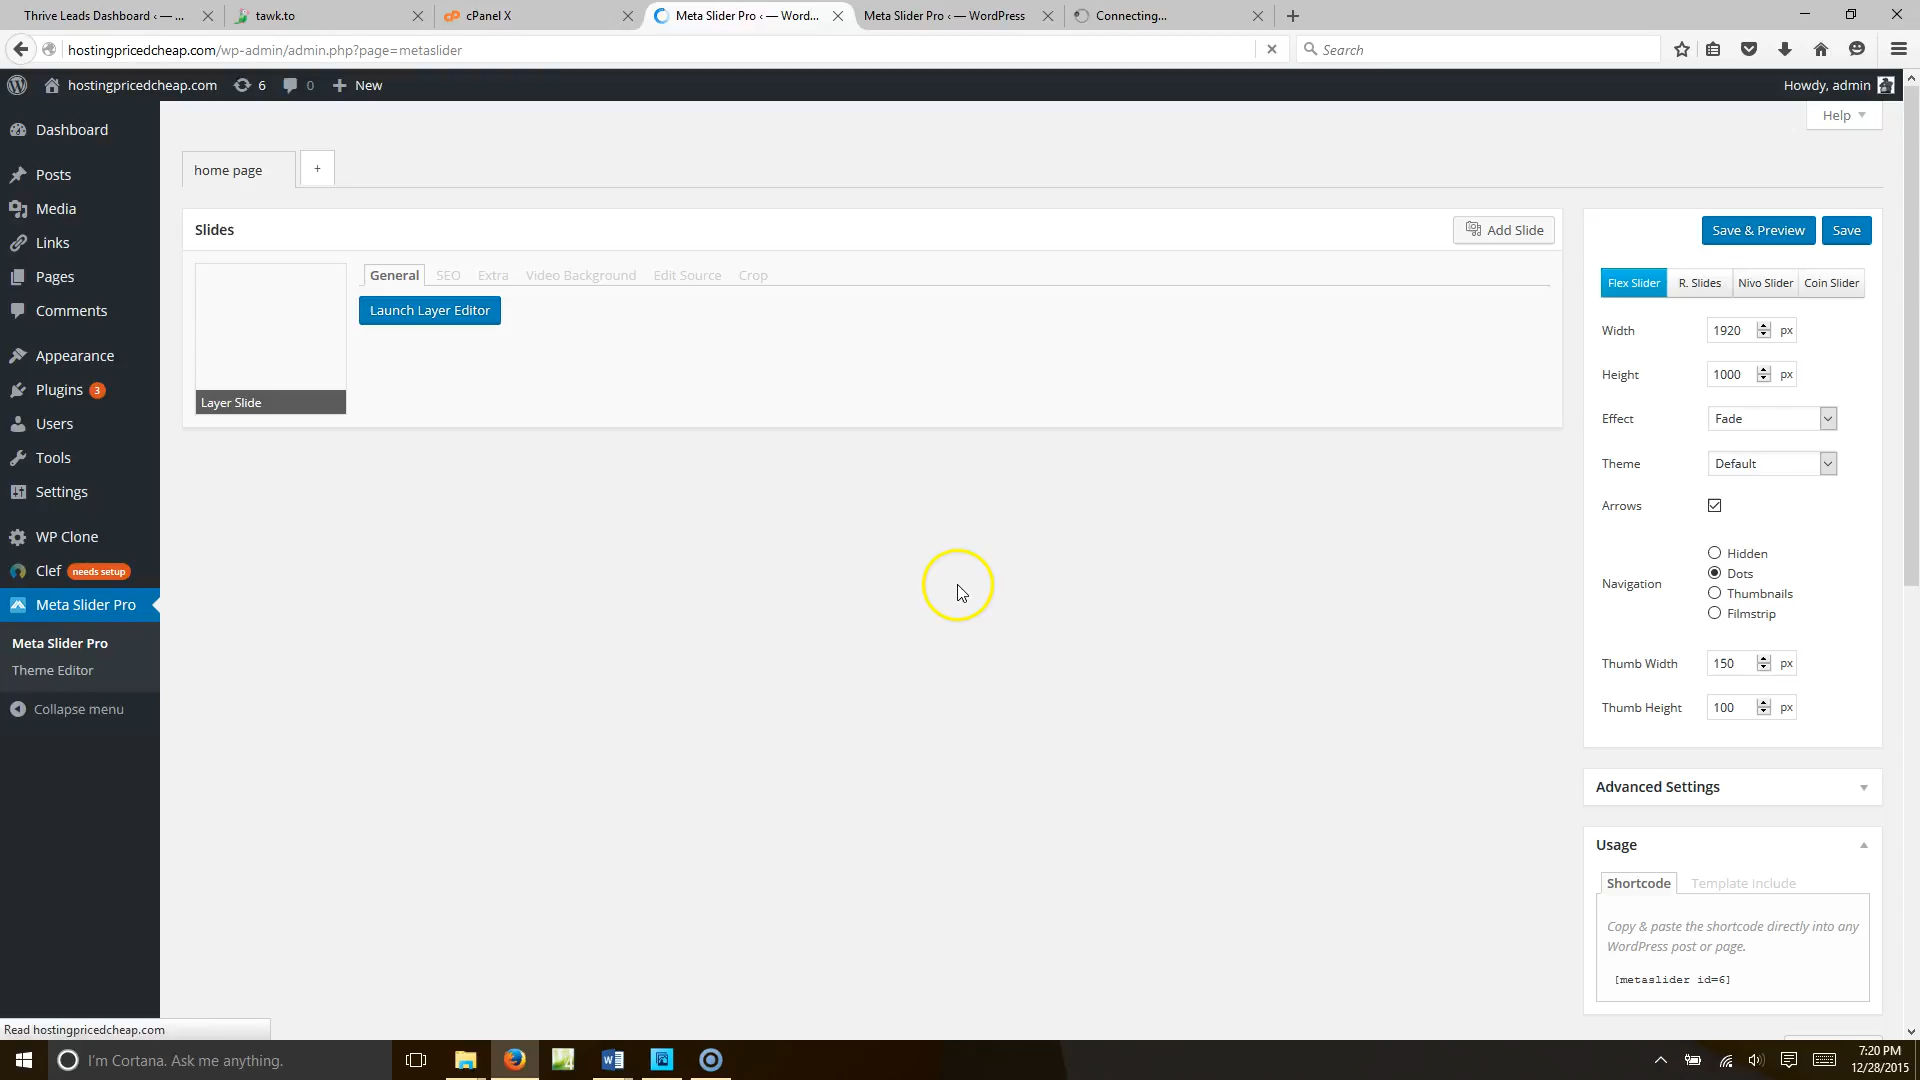 Thrive Leads Dashboard ‹ — ...
tawk.to
cPanel X
Meta Slider Pro ‹ — Word...
Meta Slider Pro ‹ — WordPress
Connecting...
hostingpricedcheap.com/wp-admin/admin.php?page=metaslider
Search
hostingpricedcheap.com
6
0
New
Howdy, admin
Help
Dashboard
Posts
Media
Links
Pages
Comments
Appearance
Plugins 3
Users
Tools
Settings
WP Clone
Clef needs setup
Meta Slider Pro
Meta Slider Pro
Theme Editor
Collapse menu
home page
+
Slides
Add Slide
General SEO Extra Video Background Edit Source Crop
Launch Layer Editor
Layer Slide
Save & Preview
Save
Flex Slider R. Slides Nivo Slider Coin Slider
Width 1920 px
Height 1000 px
Effect Fade
Theme Default
Arrows
Navigation
Hidden
Dots
Thumbnails
Filmstrip
Thumb Width 150 px
Thumb Height 100 px
Advanced Settings
Usage
Shortcode Template Include
Copy & paste the shortcode directly into any
WordPress post or page.
[metaslider id=6]
Read hostingpricedcheap.com
I'm Cortana. Ask me anything.
7:20 PM
12/28/2015